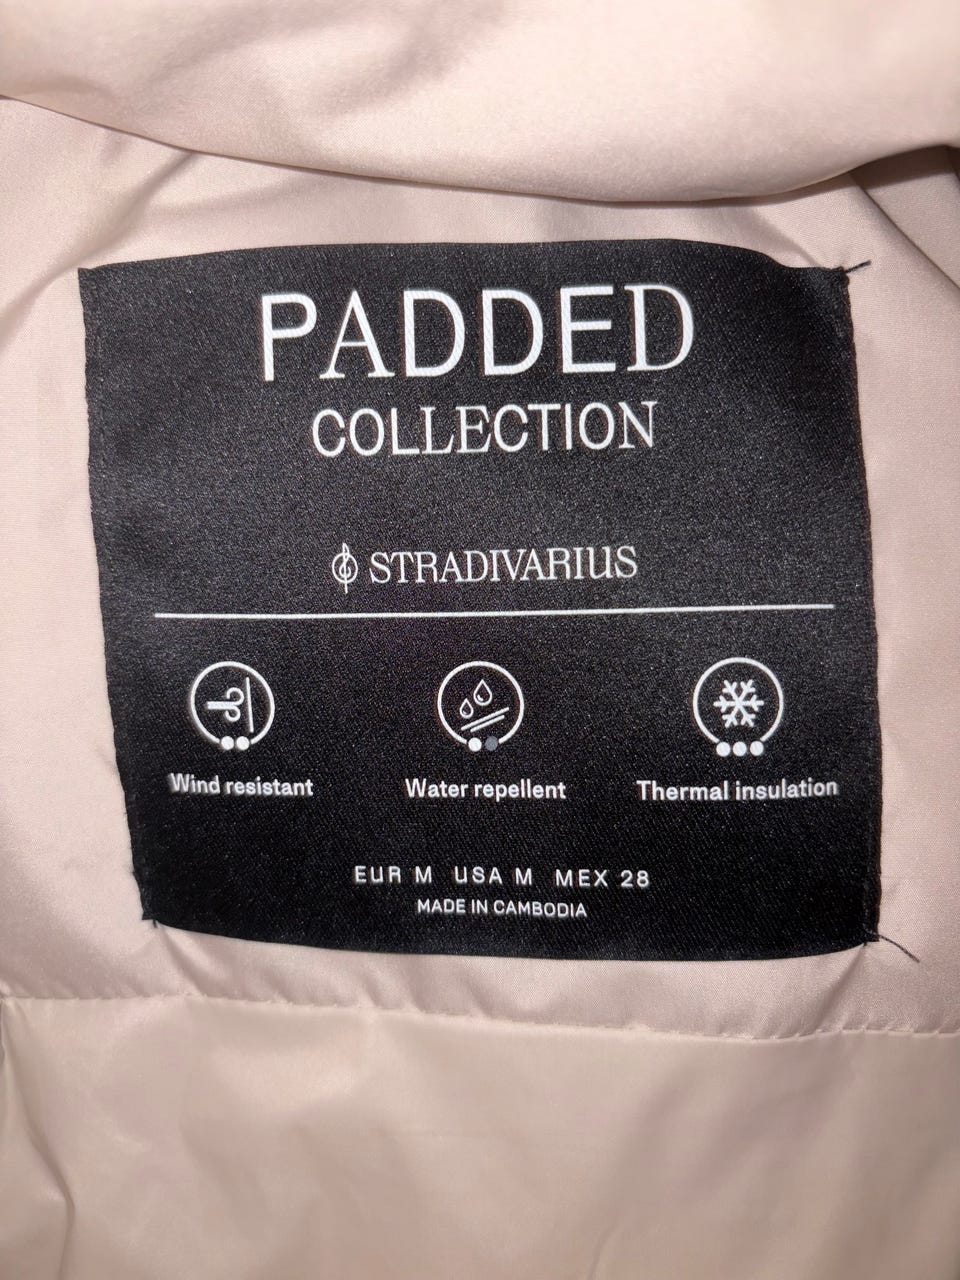 PADDED
COLLECTION
STRADIVARIUS
Wind resistant
Water repellent
Thermal insulation
EUR M USA M MEX 28
MADE IN CAMBODIA